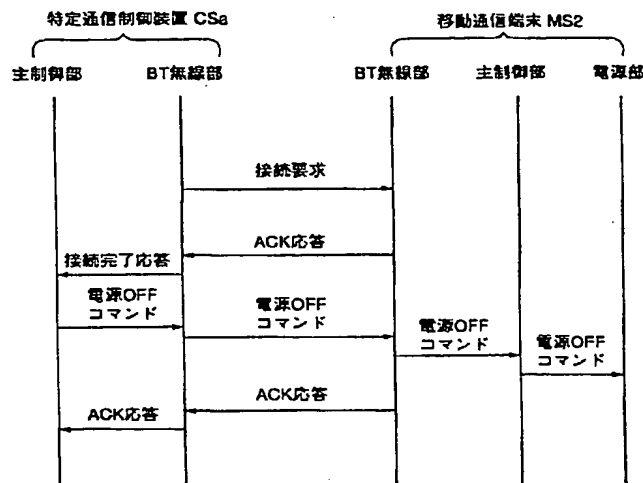 特定通信制御装置 CSa
移動通信端末 MS2
主制御部
BT無線部
BT無線部
主制御部
電源部
接続要求
ACK応答
接続完了応答
電源OFF
コマンド
電源OFF
コマンド
電源OFF
コマンド
電源OFF
コマンド
ACK応答
ACK応答